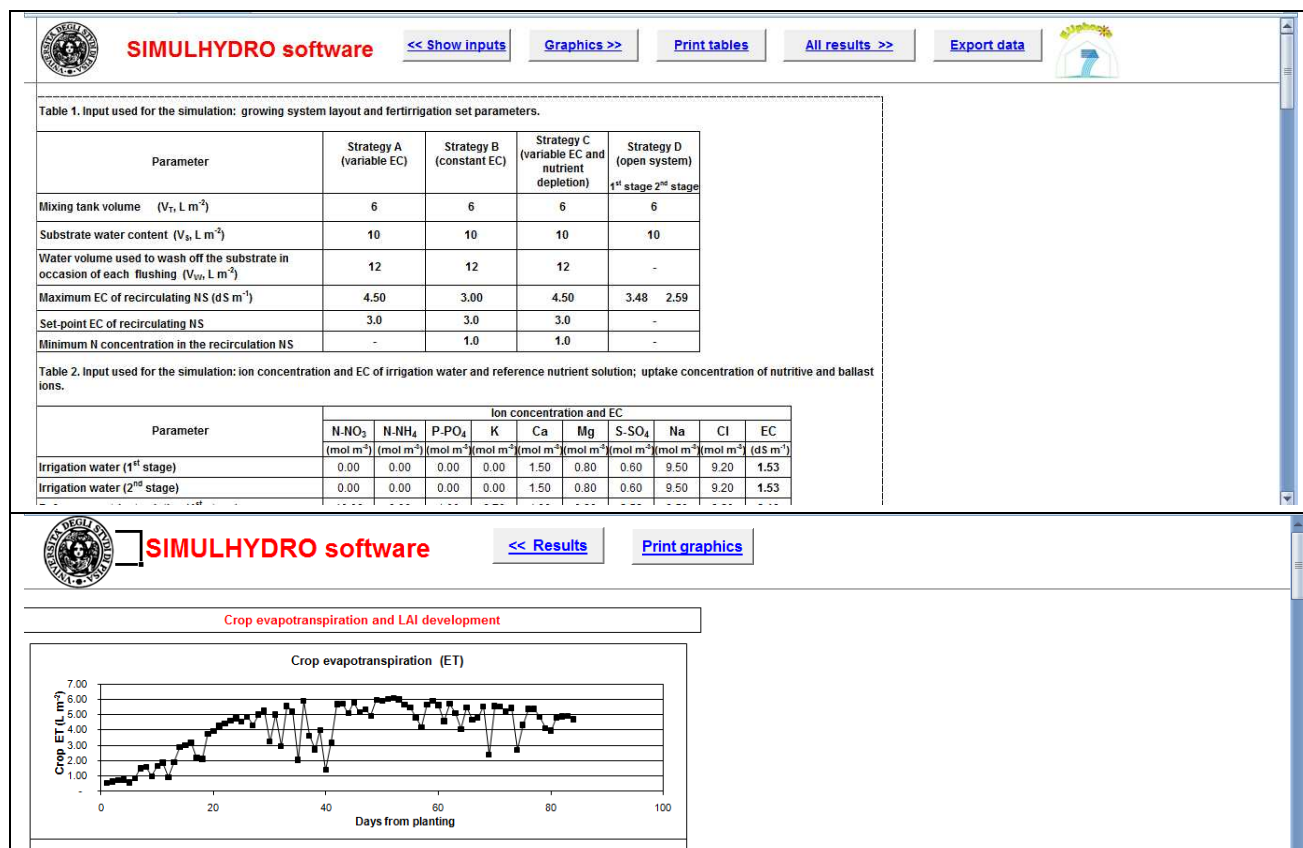 SIMULHYDRO software
<< Show inputs
Graphics >>
Print tables
All results >>
Export data
7
Table 1. Input used for the simulation: growing system layout and fertirrigation set parameters.
Parameter
Strategy A
(variable EC)
Strategy B
(constant EC)
Strategy C
(variable EC and
nutrient
depletion)
Strategy D
(open system)
1st stage 2nd stage
Mixing tank volume (VT, L m-2) 6 6 6 6
Substrate water content (VS, L m-2) 10 10 10 10
Water volume used to wash off the substrate in
occasion of each flushing (VW, L m-2) 12 12 12 -
Maximum EC of recirculating NS (dS m-1) 4.50 3.00 4.50 3.48 2.59
Set-point EC of recirculating NS 3.0 3.0 3.0 -
Minimum N concentration in the recirculation NS - 1.0 1.0 -
Table 2. Input used for the simulation: ion concentration and EC of irrigation water and reference nutrient solution; uptake concentration of nutritive and ballast
ions.
Parameter
Ion concentration and EC
N-NO3 N-NH4 P-PO4 K Ca Mg S-SO4 Na Cl EC
(mol m-3) (mol m-3) (mol m-3) (mol m-3) (mol m-3) (mol m-3) (mol m-3) (mol m-3) (mol m-3) (dS m-1)
Irrigation water (1st stage) 0.00 0.00 0.00 0.00 1.50 0.80 0.60 9.50 9.20 1.53
Irrigation water (2nd stage) 0.00 0.00 0.00 0.00 1.50 0.80 0.60 9.50 9.20 1.53
SIMULHYDRO software
<< Results
Print graphics
Crop evapotranspiration and LAI development
Crop evapotranspiration (ET)
Crop ET (L m-2)
7.00
6.00
5.00
4.00
3.00
2.00
1.00
-
0 20 40 60 80 100
Days from planting